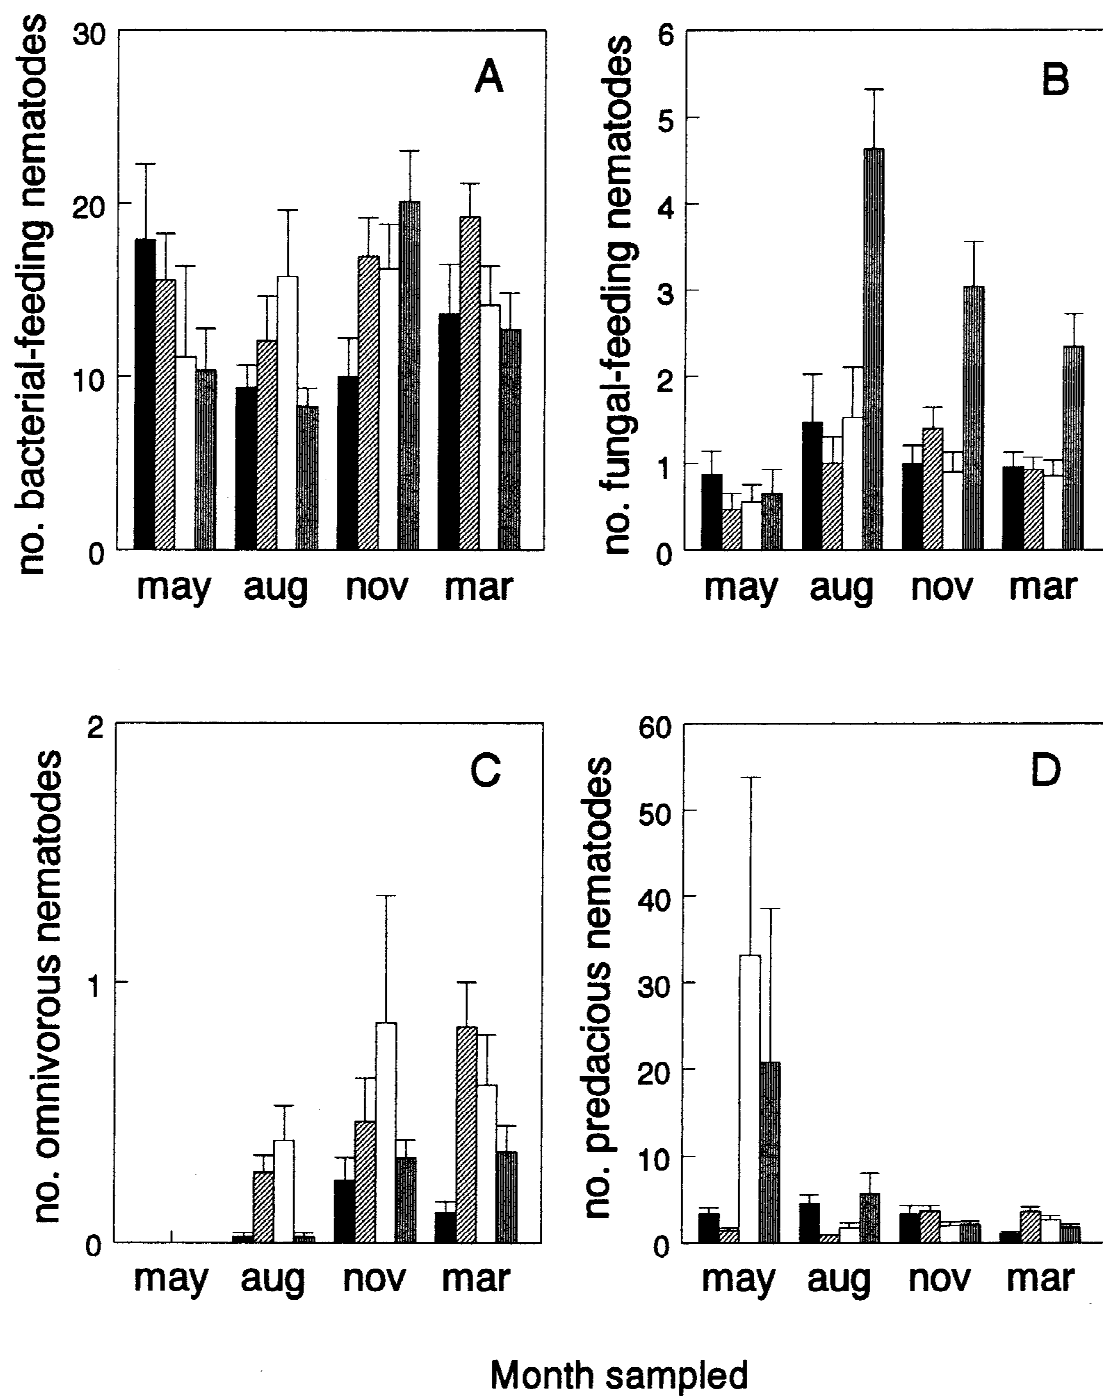 no. bacterial-feeding nematodes
30
20
10
0
A
may aug nov mar
no. fungal-feeding nematodes
6
5
4
3
2
1
0
B
may aug nov mar
no. omnivorous nematodes
2
1
0
C
may aug nov mar
no. predacious nematodes
60
50
40
30
20
10
0
D
may aug nov mar
Month sampled